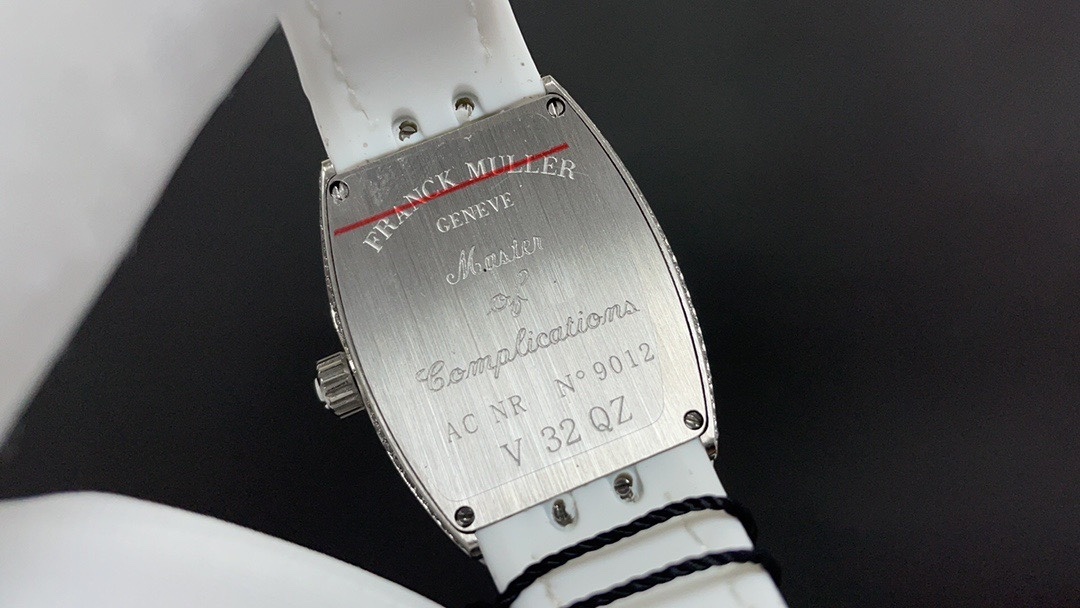 FRANCK MULLER
GENEVE
Master
of
Complications
AC NR N° 9012
V 32 QZ